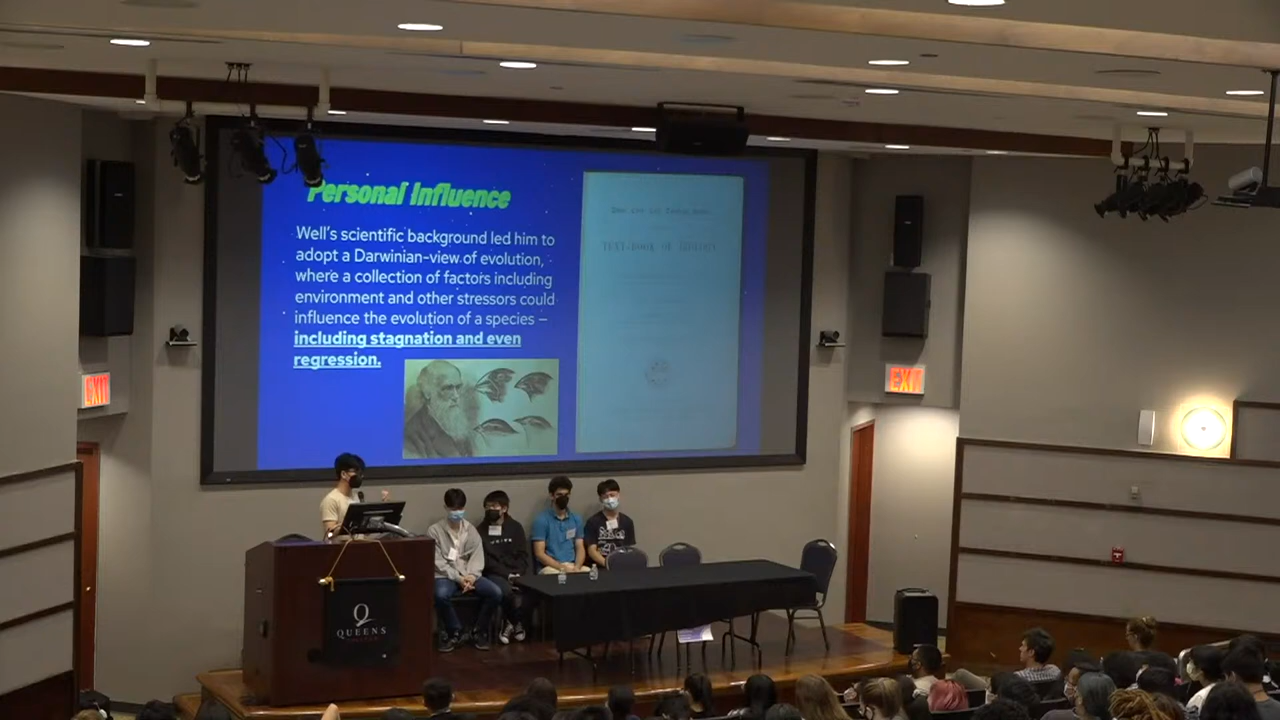 Personal Influence
Well's scientific background led him to
adopt a Darwinian-view of evolution,
where a collection of factors including
environment and other stressors could
influence the evolution of a species –
including stagnation and even
regression.
TEXT-BOOK OF BIOLOGY
EXIT
EXIT
Q
QUEENS
COLLEGE